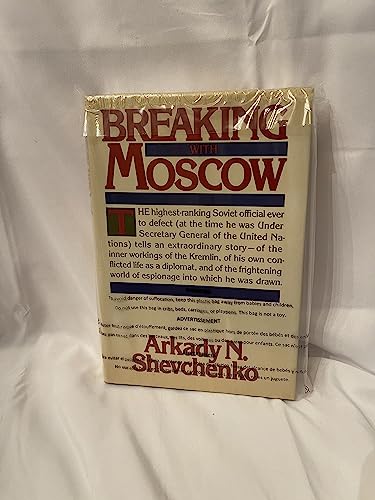 BREAKING
WITH
MOSCOW
THE highest-ranking Soviet official ever
to defect (at the time he was Under
Secretary General of the United Na-
tions) tells an extraordinary story—of the
inner workings of the Kremlin, of his own con-
flicted life as a diplomat, and of the frightening
world of espionage into which he was drawn.
To avoid danger of suffocation, keep this plastic bag away from babies and children.
Do not use this bag in cribs, beds, carriages, or playpens. This bag is not a toy.
ADVERTISEMENT
Arkady N.
Shevchenko